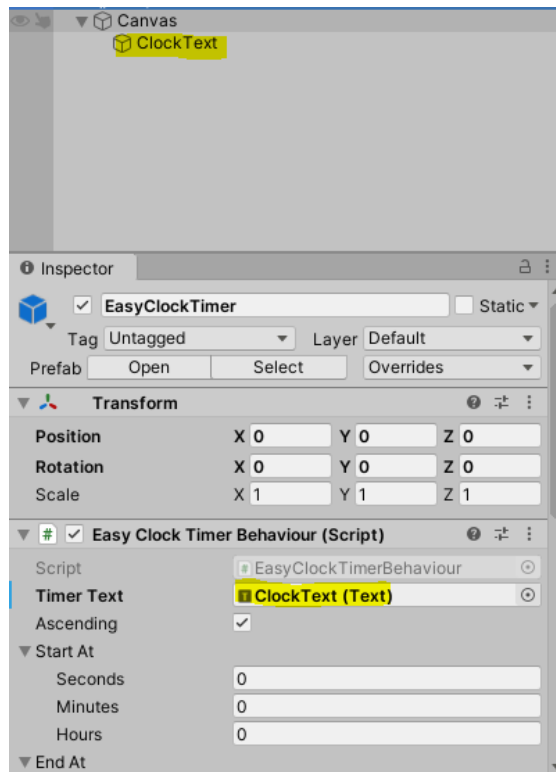 Canvas
ClockText
Inspector
EasyClockTimer Static
Tag Untagged Layer Default
Prefab Open Select Overrides
Transform
Position X 0 Y 0 Z 0
Rotation X 0 Y 0 Z 0
Scale X 1 Y 1 Z 1
# Easy Clock Timer Behaviour (Script)
Script # EasyClockTimerBehaviour
Timer Text T ClockText (Text)
Ascending
Start At
Seconds 0
Minutes 0
Hours 0
End At